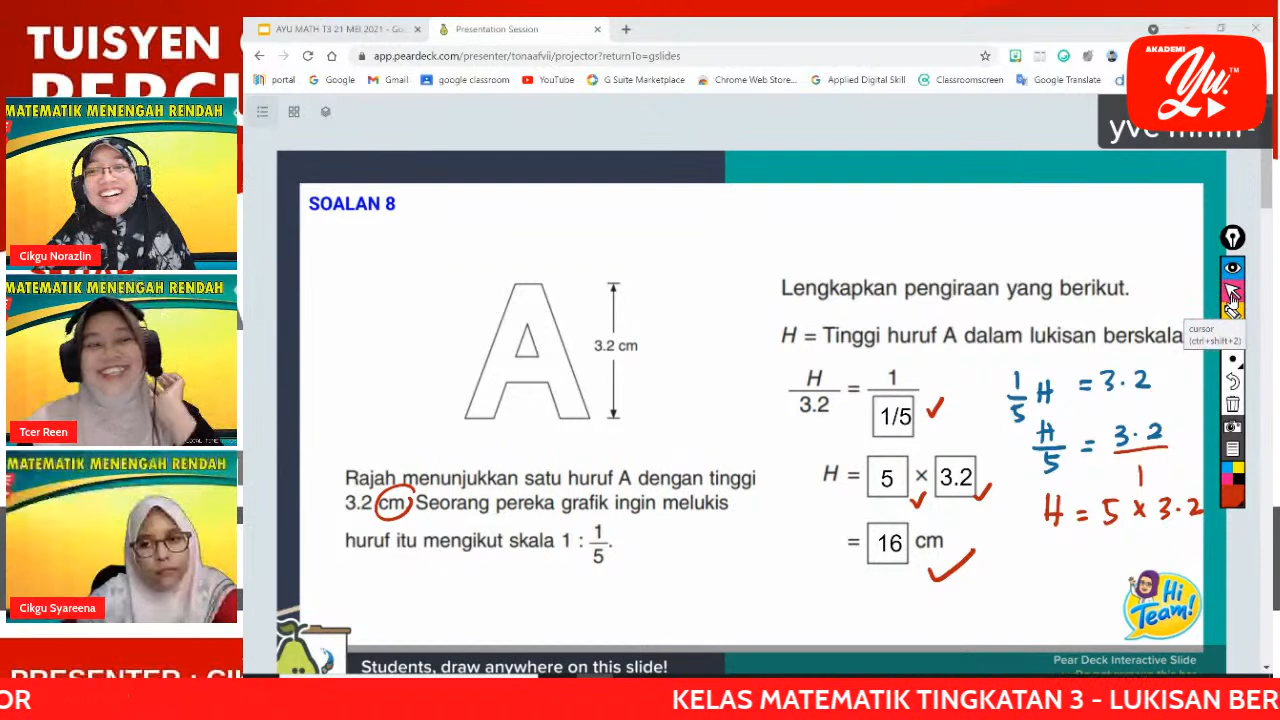 TUISYEN
MATEMATIK MENENGAH RENDAH
Cikgu Norazlin
MATEMATIK MENENGAH RENDAH
Tcer Reen
MATEMATIK MENENGAH RENDAH
Cikgu Syareena
AYU MATH T3 21 MEI 2021 - Go...
Presentation Session
app.peardeck.com/presenter/tonaafvii/projector?returnTo=gslides
portal Google Gmail google classroom YouTube G Suite Marketplace Chrome Web Store... Applied Digital Skill Classroomscreen Google Translate
AKADEMI
Yu.
TM
SOALAN 8
3.2 cm
Rajah menunjukkan satu huruf A dengan tinggi
3.2 cm. Seorang pereka grafik ingin melukis
huruf itu mengikut skala 1 : 1/5.
Lengkapkan pengiraan yang berikut.
H = Tinggi huruf A dalam lukisan berskala
H/3.2 = 1/(1/5)
H = 5 × 3.2
= 16 cm
1/5 H = 3.2
H/5 = 3.2/1
H = 5 × 3.2
cursor
(ctrl+shift+2)
Hi
Team!
Students, draw anywhere on this slide!
Pear Deck Interactive Slide
OR
KELAS MATEMATIK TINGKATAN 3 - LUKISAN BER